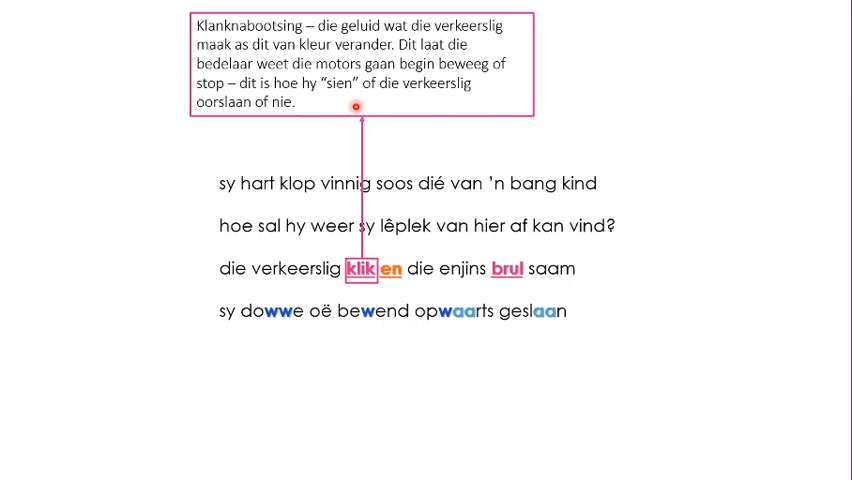 Klanknabootsing – die geluid wat die verkeerslig
maak as dit van kleur verander. Dit laat die
bedelaar weet die motors gaan begin beweeg of
stop – dit is hoe hy “sien” of die verkeerslig
oorslaan of nie.
sy hart klop vinnig soos dié van ’n bang kind
hoe sal hy weer sy lêplek van hier af kan vind?
die verkeerslig klik en die enjins brul saam
sy dowwe oë bewend opwaarts geslaan